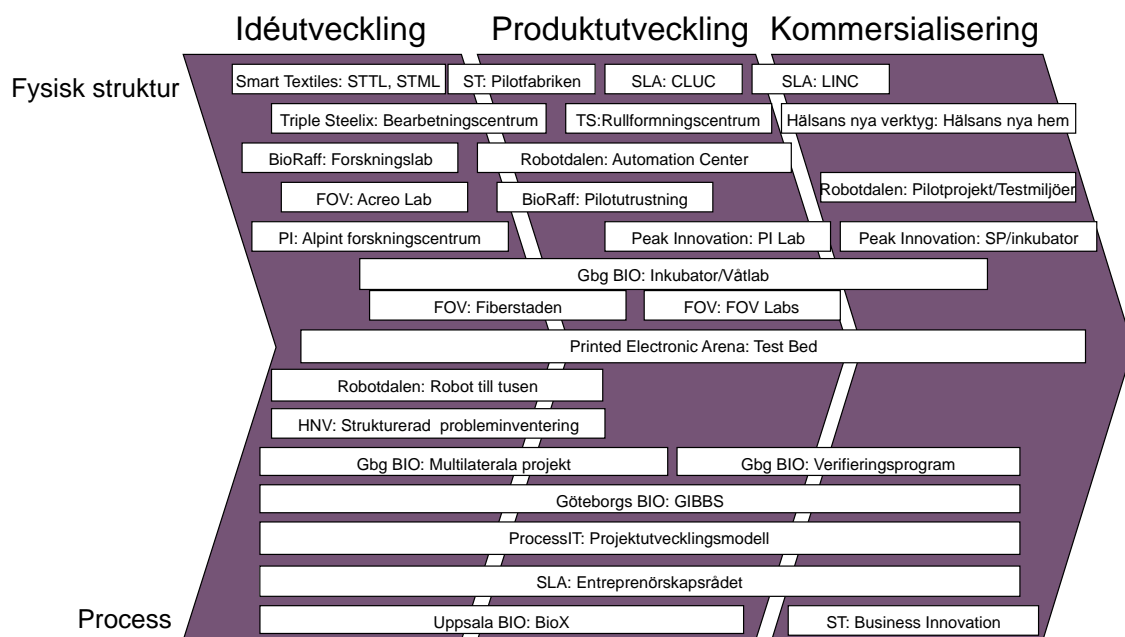 Idéutveckling Produktutveckling Kommersialisering
Fysisk struktur
Smart Textiles: STTL, STML
ST: Pilotfabriken
SLA: CLUC
SLA: LINC
Triple Steelix: Bearbetningscentrum
TS:Rullformningscentrum
Hälsans nya verktyg: Hälsans nya hem
BioRaff: Forskningslab
Robotdalen: Automation Center
Robotdalen: Pilotprojekt/Testmiljöer
FOV: Acreo Lab
BioRaff: Pilotutrustning
PI: Alpint forskningscentrum
Peak Innovation: PI Lab
Peak Innovation: SP/inkubator
Gbg BIO: Inkubator/Våtlab
FOV: Fiberstaden
FOV: FOV Labs
Printed Electronic Arena: Test Bed
Robotdalen: Robot till tusen
HNV: Strukturerad probleminventering
Gbg BIO: Multilaterala projekt
Gbg BIO: Verifieringsprogram
Göteborgs BIO: GIBBS
ProcessIT: Projektutvecklingsmodell
SLA: Entreprenörskapsrådet
Process
Uppsala BIO: BioX
ST: Business Innovation